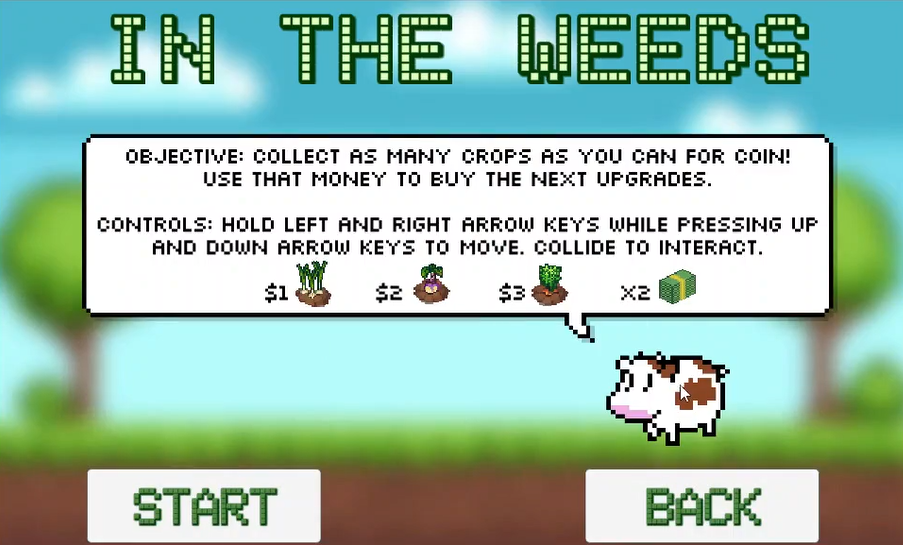 IN THE WEEDS
OBJECTIVE: COLLECT AS MANY CROPS AS YOU CAN FOR COIN!
USE THAT MONEY TO BUY THE NEXT UPGRADES.
CONTROLS: HOLD LEFT AND RIGHT ARROW KEYS WHILE PRESSING UP
AND DOWN ARROW KEYS TO MOVE. COLLIDE TO INTERACT.
$1 $2 $3 X2
START BACK